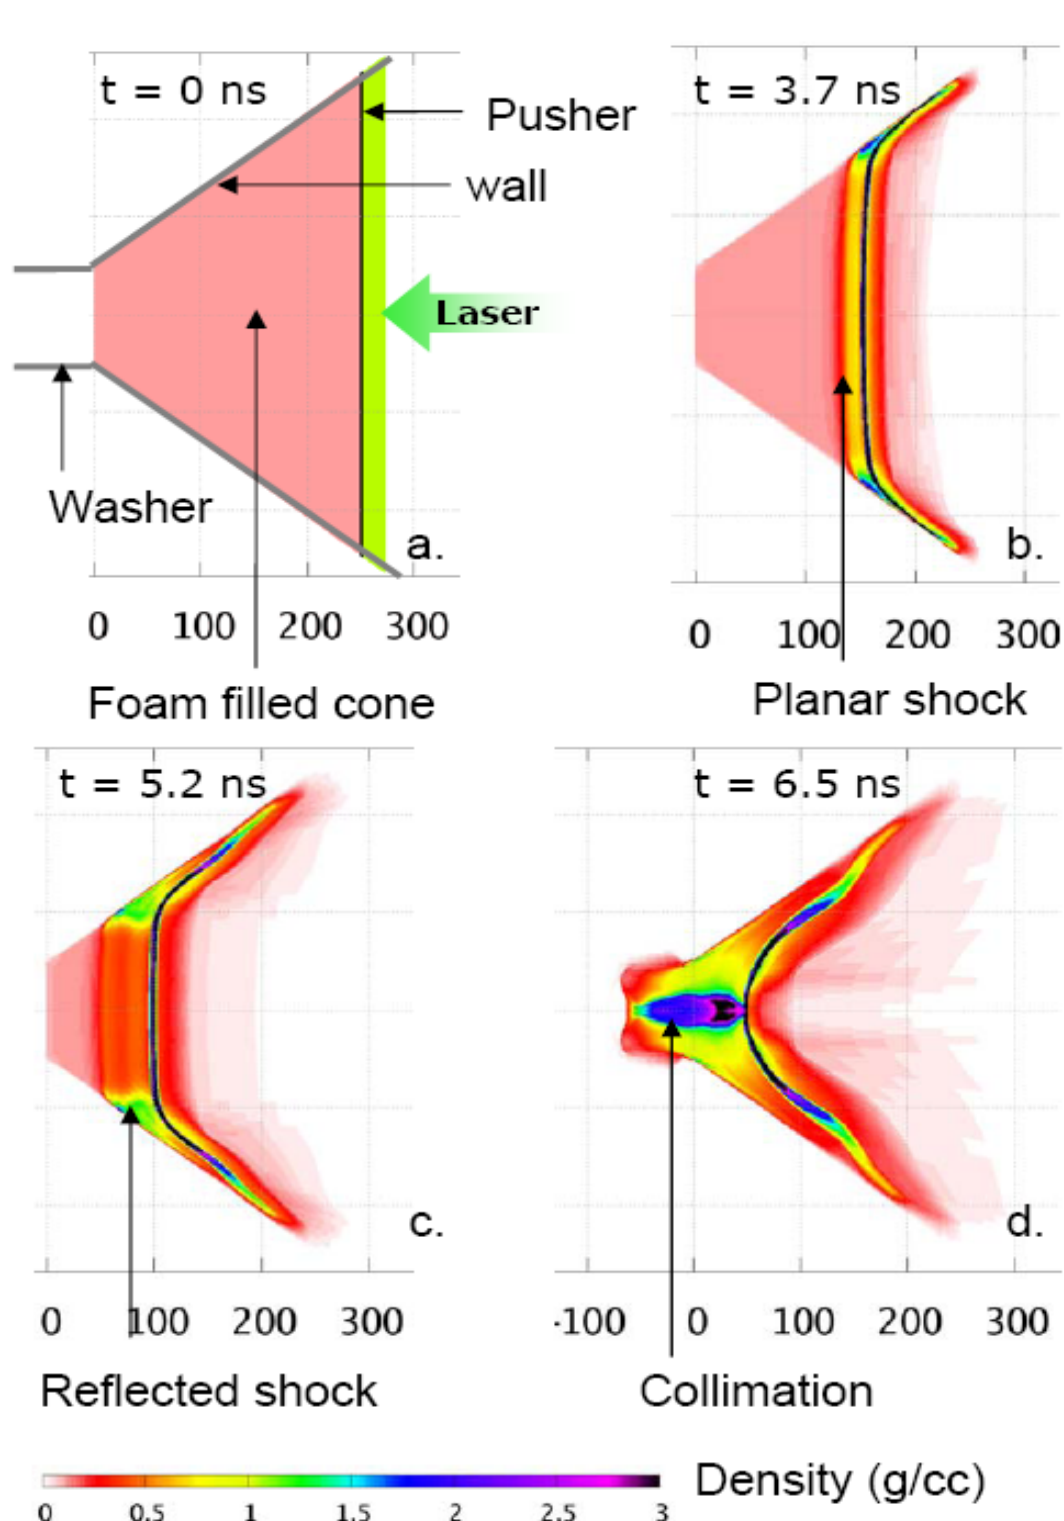 t = 0 ns
Pusher
wall
Laser
Washer
a.
0 100 200 300
Foam filled cone
t = 3.7 ns
b.
0 100 200 300
Planar shock
t = 5.2 ns
c.
0 100 200 300
Reflected shock
t = 6.5 ns
d.
-100 0 100 200 300
Collimation
0 0.5 1 1.5 2 2.5 3
Density (g/cc)